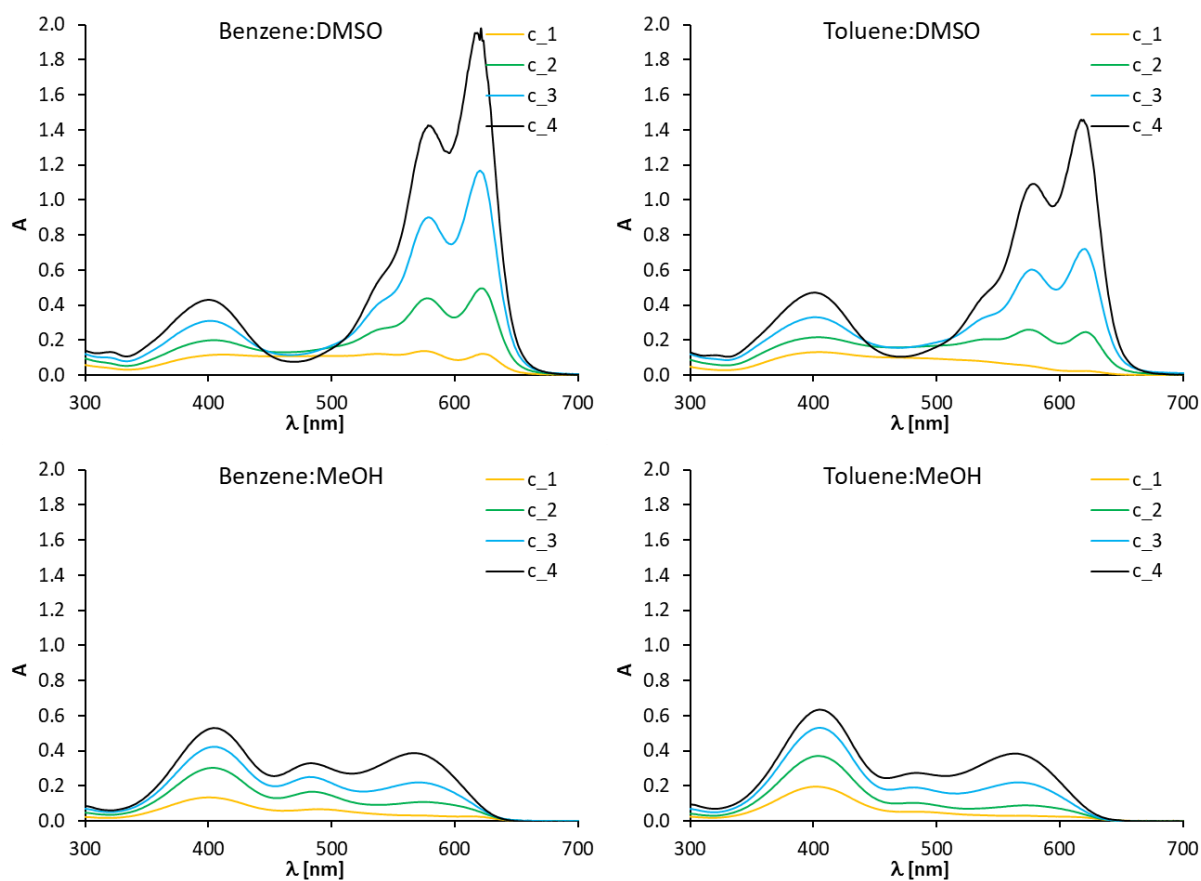 Benzene:DMSO
A
2.0
1.8
1.6
1.4
1.2
1.0
0.8
0.6
0.4
0.2
0.0
c_1
c_2
c_3
c_4
300 400 500 600 700
λ [nm]
Toluene:DMSO
A
2.0
1.8
1.6
1.4
1.2
1.0
0.8
0.6
0.4
0.2
0.0
c_1
c_2
c_3
c_4
300 400 500 600 700
λ [nm]
Benzene:MeOH
A
2.0
1.8
1.6
1.4
1.2
1.0
0.8
0.6
0.4
0.2
0.0
c_1
c_2
c_3
c_4
300 400 500 600 700
λ [nm]
Toluene:MeOH
A
2.0
1.8
1.6
1.4
1.2
1.0
0.8
0.6
0.4
0.2
0.0
c_1
c_2
c_3
c_4
300 400 500 600 700
λ [nm]